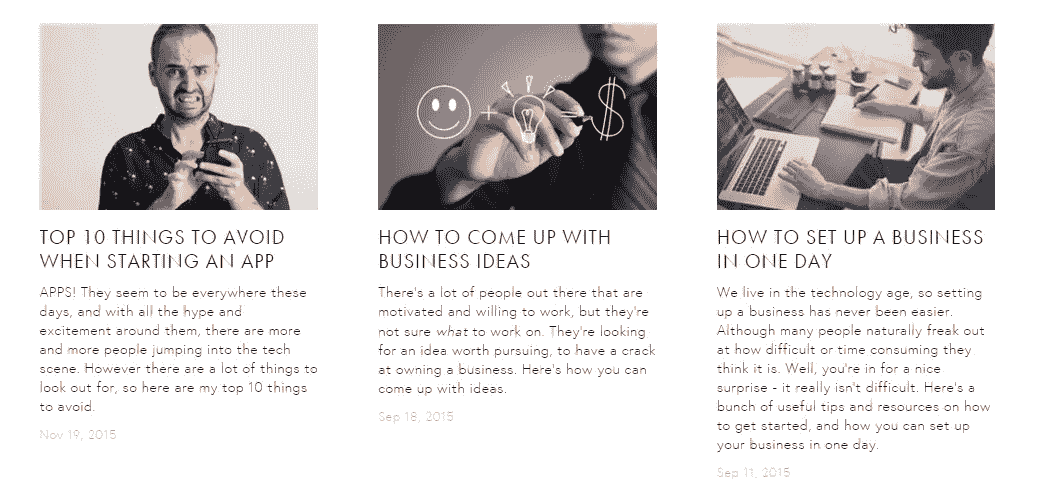 TOP 10 THINGS TO AVOID
WHEN STARTING AN APP
APPS! They seem to be everywhere these
days, and with all the hype and
excitement around them, there are more
and more people jumping into the tech
scene. However there are a lot of things to
look out for, so here are my top 10 things
to avoid.
Nov 19, 2015
+ = $
HOW TO COME UP WITH
BUSINESS IDEAS
There's a lot of people out there that are
motivated and willing to work, but they're
not sure what to work on. They're looking
for an idea worth pursuing, to have a crack
at owning a business. Here's how you can
come up with ideas.
Sep 18, 2015
HOW TO SET UP A BUSINESS
IN ONE DAY
We live in the technology age, so setting
up a business has never been easier.
Although many people naturally freak out
at how difficult or time consuming they
think it is. Well, you're in for a nice
surprise - it really isn't difficult. Here's a
bunch of useful tips and resources on how
to get started, and how you can set up
your business in one day.
Sep 11, 2015